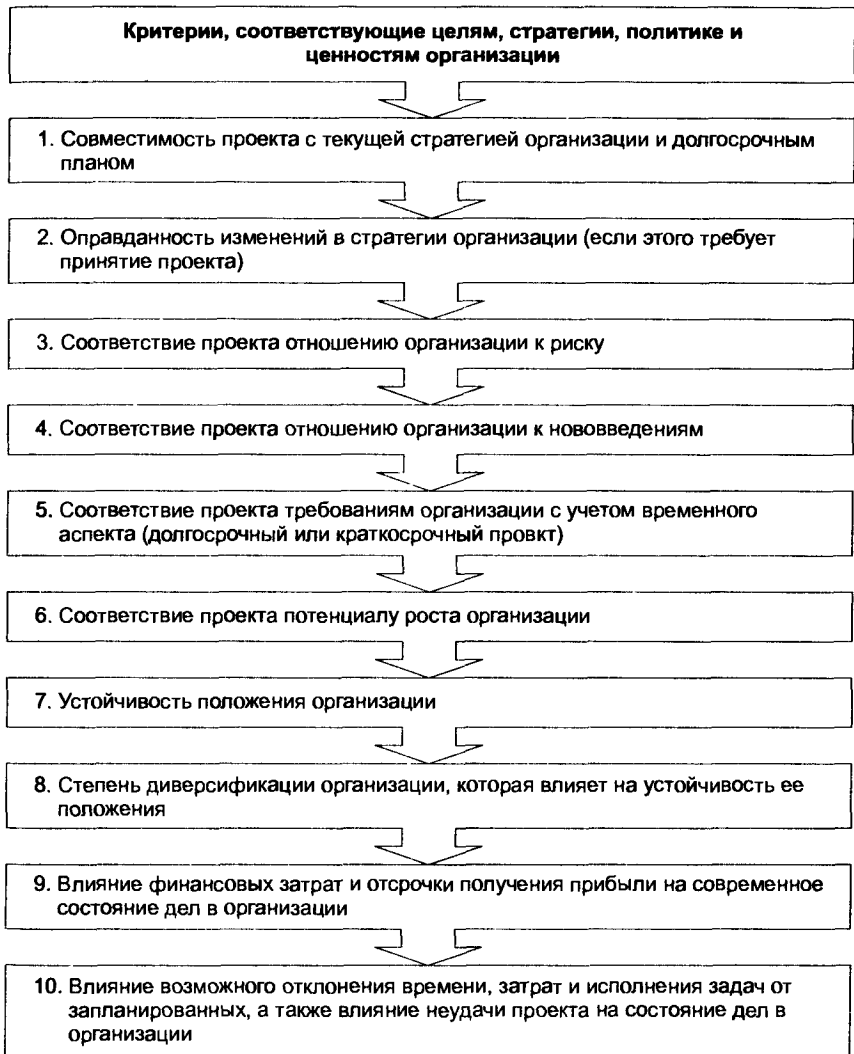 Критерии, соответствующие целям, стратегии, политике и
ценностям организации
1. Совместимость проекта с текущей стратегией организации и долгосрочным
планом
2. Оправданность изменений в стратегии организации (если этого требует
принятие проекта)
3. Соответствие проекта отношению организации к риску
4. Соответствие проекта отношению организации к нововведениям
5. Соответствие проекта требованиям организации с учетом временного
аспекта (долгосрочный или краткосрочный провкт)
6. Соответствие проекта потенциалу роста организации
7. Устойчивость положения организации
8. Степень диверсификации организации, которая влияет на устойчивость ее
положения
9. Влияние финансовых затрат и отсрочки получения прибыли на современное
состояние дел в организации
10. Влияние возможного отклонения времени, затрат и исполнения задач от
запланированных, а также влияние неудачи проекта на состояние дел в
организации